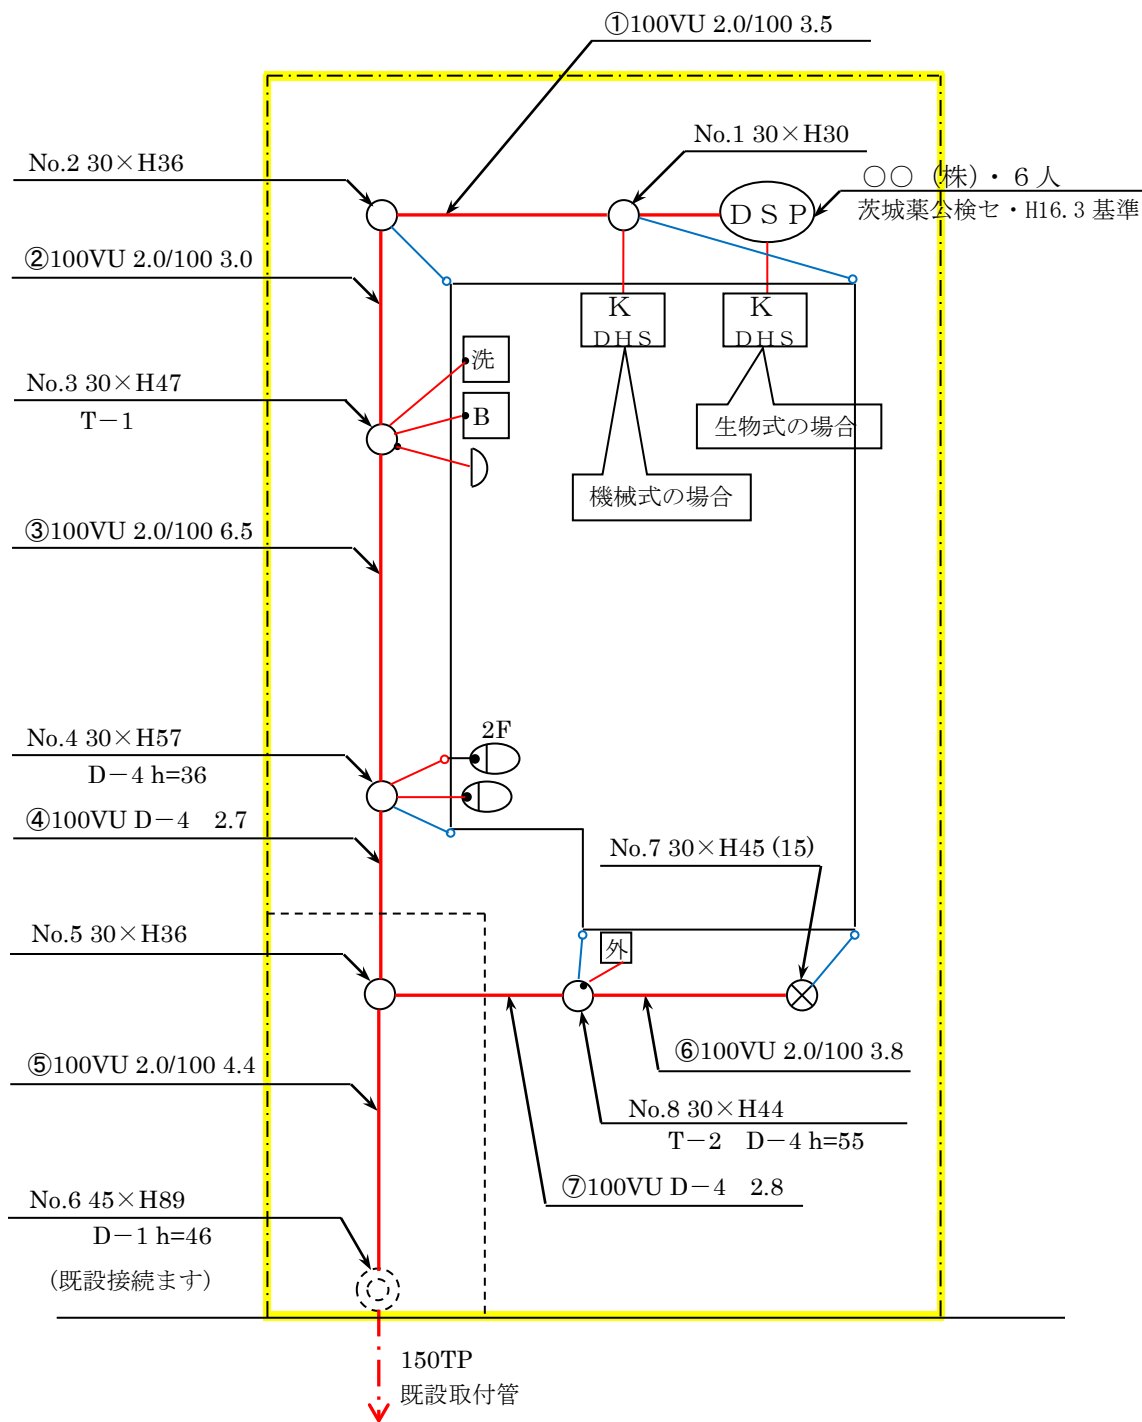 ①100VU 2.0/100 3.5
No.1 30×H30
No.2 30×H36
○○（株）・６人
茨城薬公検セ・H16.3 基準
ＤＳＰ
②100VU 2.0/100 3.0
K
ＤＨＳ
K
ＤＨＳ
洗
No.3 30×H47
T－1
B
生物式の場合
機械式の場合
③100VU 2.0/100 6.5
2F
No.4 30×H57
D－4 h=36
④100VU D－4　2.7
No.7 30×H45 (15)
No.5 30×H36
外
⑤100VU 2.0/100 4.4
⑥100VU 2.0/100 3.8
No.8 30×H44
T－2　D－4 h=55
⑦100VU D－4　2.8
No.6 45×H89
D－1 h=46
（既設接続ます）
150TP
既設取付管